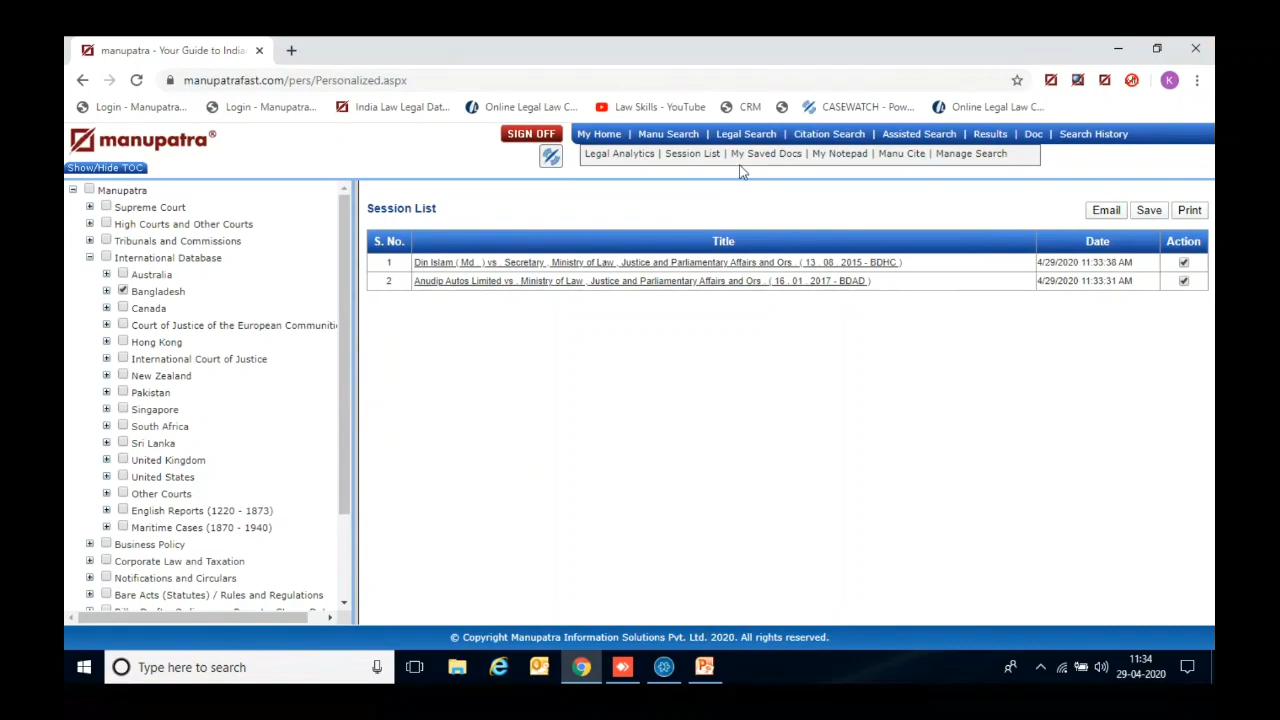 manupatra - Your Guide to India
manupatrafast.com/pers/Personalized.aspx
K
Login - Manupatra... Login - Manupatra... India Law Legal Dat... Online Legal Law C... Law Skills - YouTube CRM CASEWATCH - Pow... Online Legal Law C...
manupatra®
SIGN OFF
My Home | Manu Search | Legal Search | Citation Search | Assisted Search | Results | Doc | Search History
Legal Analytics | Session List | My Saved Docs | My Notepad | Manu Cite | Manage Search
Show/Hide TOC
Manupatra
Supreme Court
High Courts and Other Courts
Tribunals and Commissions
International Database
Australia
Bangladesh
Canada
Court of Justice of the European Communiti
Hong Kong
International Court of Justice
New Zealand
Pakistan
Singapore
South Africa
Sri Lanka
United Kingdom
United States
Other Courts
English Reports (1220 - 1873)
Maritime Cases (1870 - 1940)
Business Policy
Corporate Law and Taxation
Notifications and Circulars
Bare Acts (Statutes) / Rules and Regulations
Session List
Email Save Print
S. No. Title Date Action
1 Din Islam ( Md _ ) vs . Secretary , Ministry of Law , Justice and Parliamentary Affairs and Ors . ( 13 . 08 . 2015 - BDHC ) 4/29/2020 11:33:38 AM
2 Anudip Autos Limited vs . Ministry of Law , Justice and Parliamentary Affairs and Ors . ( 16 . 01 . 2017 - BDAD ) 4/29/2020 11:33:31 AM
© Copyright Manupatra Information Solutions Pvt. Ltd. 2020. All rights reserved.
Type here to search
11:34
29-04-2020